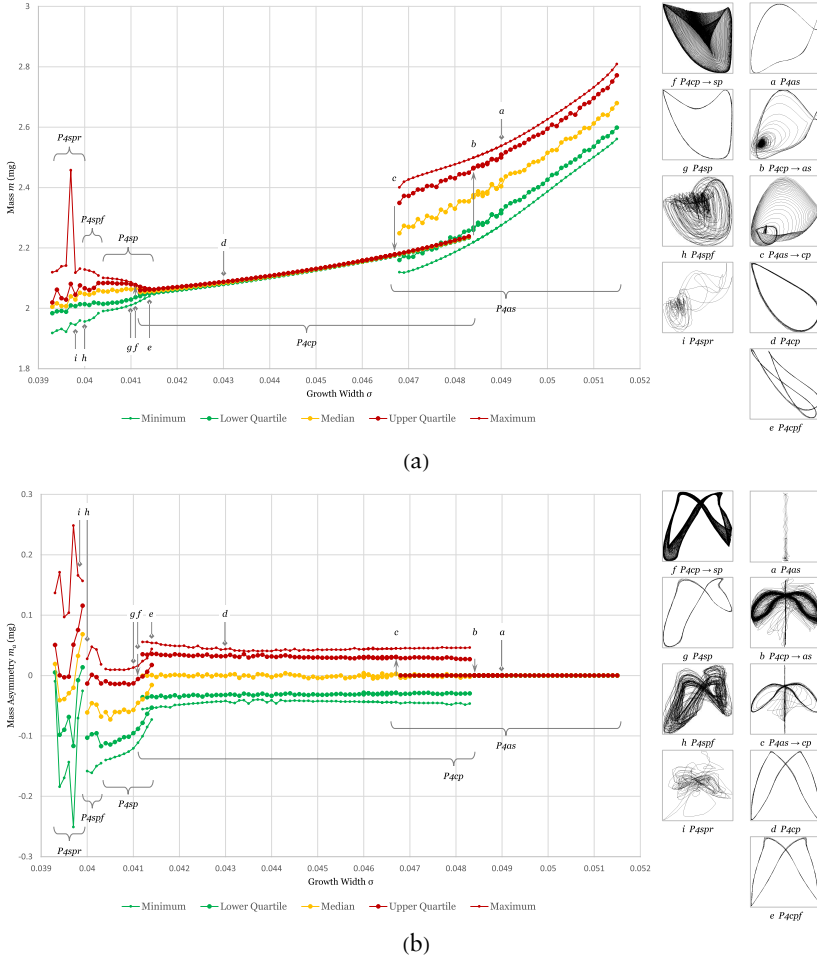 3
2.8
2.6
2.4
2.2
2
1.8
Mass m (mg)
P4spr
P4spf
P4sp
P4cp
P4as
a
b
c
d
e
g f
h
i
0.039 0.04 0.041 0.042 0.043 0.044 0.045 0.046 0.047 0.048 0.049 0.05 0.051 0.052
Growth Width σ
Minimum Lower Quartile Median Upper Quartile Maximum
f P4cp → sp
a P4as
g P4sp
b P4cp → as
h P4spf
c P4as → cp
i P4spr
d P4cp
e P4cpf
(a)
0.3
0.2
0.1
0
-0.1
-0.2
-0.3
Mass Asymmetry mₐ (mg)
i h
g f e
d
c
b
a
P4as
P4cp
P4sp
P4spf
P4spr
0.039 0.04 0.041 0.042 0.043 0.044 0.045 0.046 0.047 0.048 0.049 0.05 0.051 0.052
Growth Width σ
Minimum Lower Quartile Median Upper Quartile Maximum
f P4cp → sp
a P4as
g P4sp
b P4cp → as
h P4spf
c P4as → cp
i P4spr
d P4cp
e P4cpf
(b)